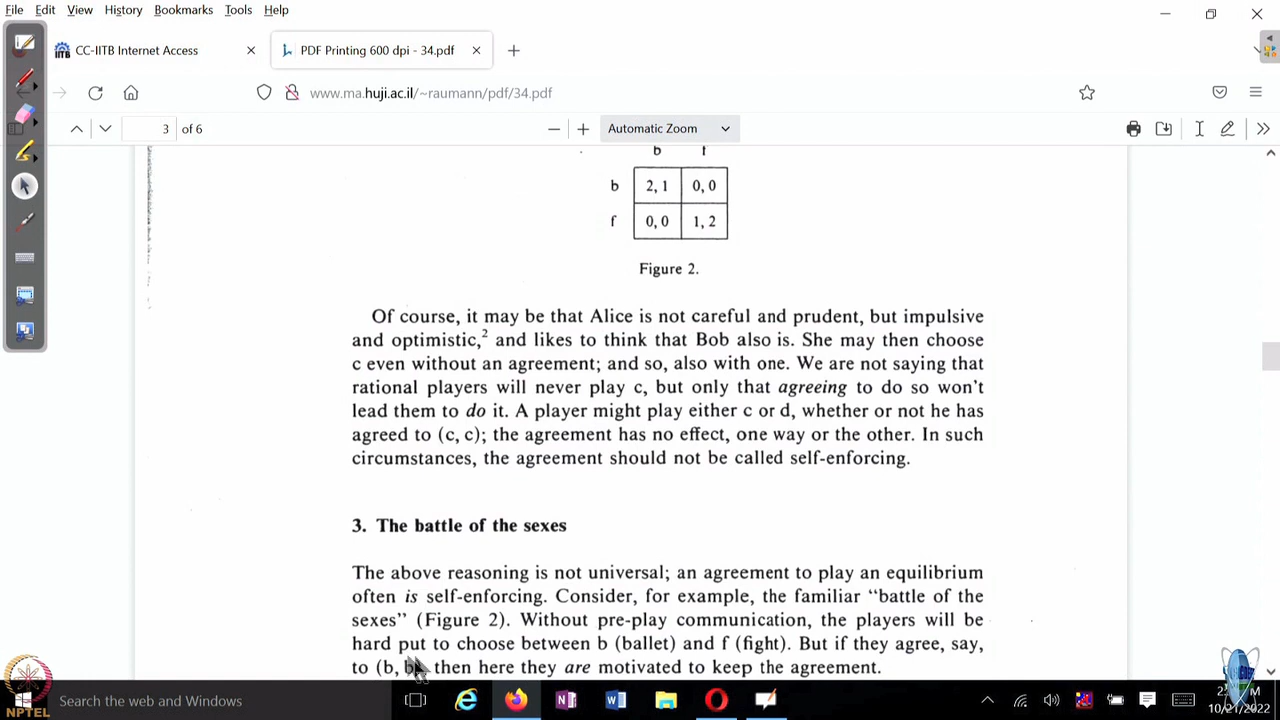 File Edit View History Bookmarks Tools Help
CC-IITB Internet Access
PDF Printing 600 dpi - 34.pdf
www.ma.huji.ac.il/~raumann/pdf/34.pdf
3 of 6
Automatic Zoom
b f
b 2, 1 0, 0
f 0, 0 1, 2
Figure 2.
Of course, it may be that Alice is not careful and prudent, but impulsive
and optimistic,2 and likes to think that Bob also is. She may then choose
c even without an agreement; and so, also with one. We are not saying that
rational players will never play c, but only that agreeing to do so won't
lead them to do it. A player might play either c or d, whether or not he has
agreed to (c, c); the agreement has no effect, one way or the other. In such
circumstances, the agreement should not be called self-enforcing.
3. The battle of the sexes
The above reasoning is not universal; an agreement to play an equilibrium
often is self-enforcing. Consider, for example, the familiar “battle of the
sexes” (Figure 2). Without pre-play communication, the players will be
hard put to choose between b (ballet) and f (fight). But if they agree, say,
to (b, b) then here they are motivated to keep the agreement.
Search the web and Windows
10/21/2022
NPTEL